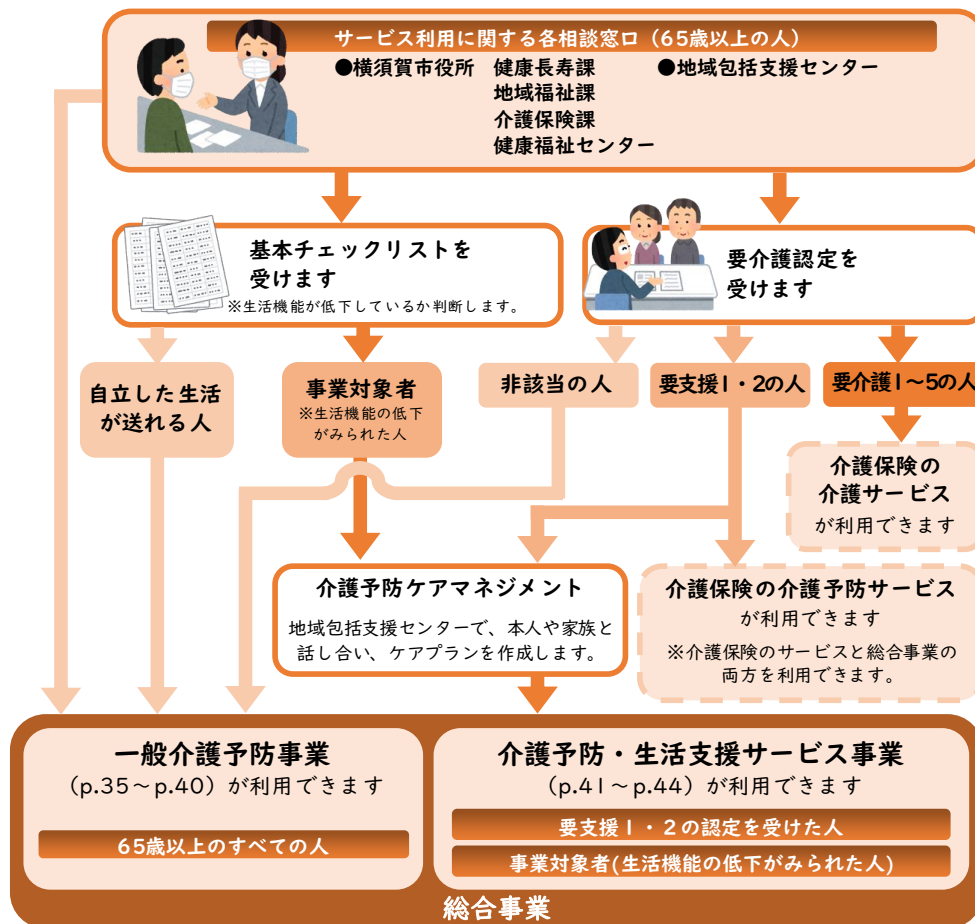 サービス利用に関する各相談窓口（65歳以上の人）
●横須賀市役所　健康長寿課　●地域包括支援センター
地域福祉課
介護保険課
健康福祉センター
基本チェックリストを
受けます
※生活機能が低下しているか判断します。
要介護認定を
受けます
自立した生活
が送れる人
事業対象者
※生活機能の低下
がみられた人
非該当の人
要支援1・2の人
要介護1～5の人
介護保険の
介護サービス
が利用できます
介護予防ケアマネジメント
地域包括支援センターで、本人や家族と
話し合い、ケアプランを作成します。
介護保険の介護予防サービス
が利用できます
※介護保険のサービスと総合事業の
両方を利用できます。
一般介護予防事業
(p.35～p.40）が利用できます
65歳以上のすべての人
介護予防・生活支援サービス事業
(p.41～p.44）が利用できます
要支援1・2の認定を受けた人
事業対象者(生活機能の低下がみられた人)
総合事業